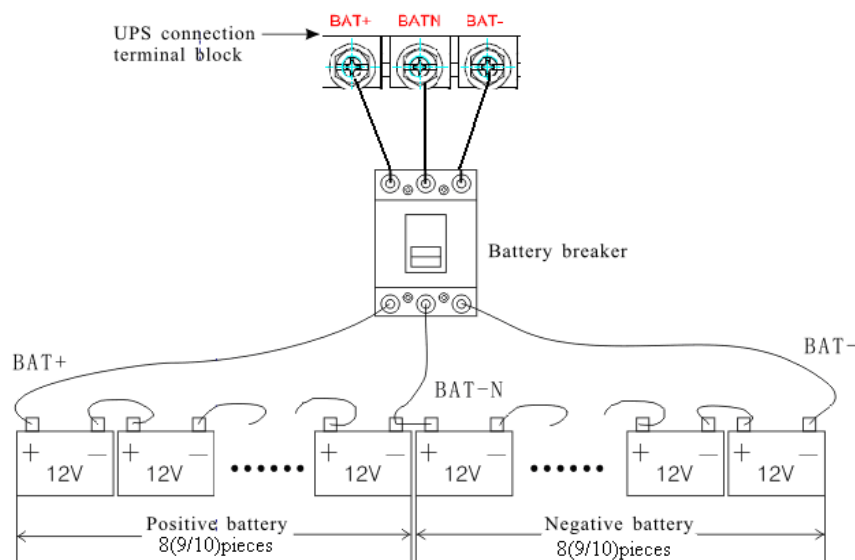 BAT+ BATN BAT-
UPS connection
terminal block
Battery breaker
BAT+
BAT-
BAT-N
+ − + − + − + − + − + −
12V 12V 12V 12V 12V 12V
Positive battery
8(9/10)pieces
Negative battery
8(9/10)pieces